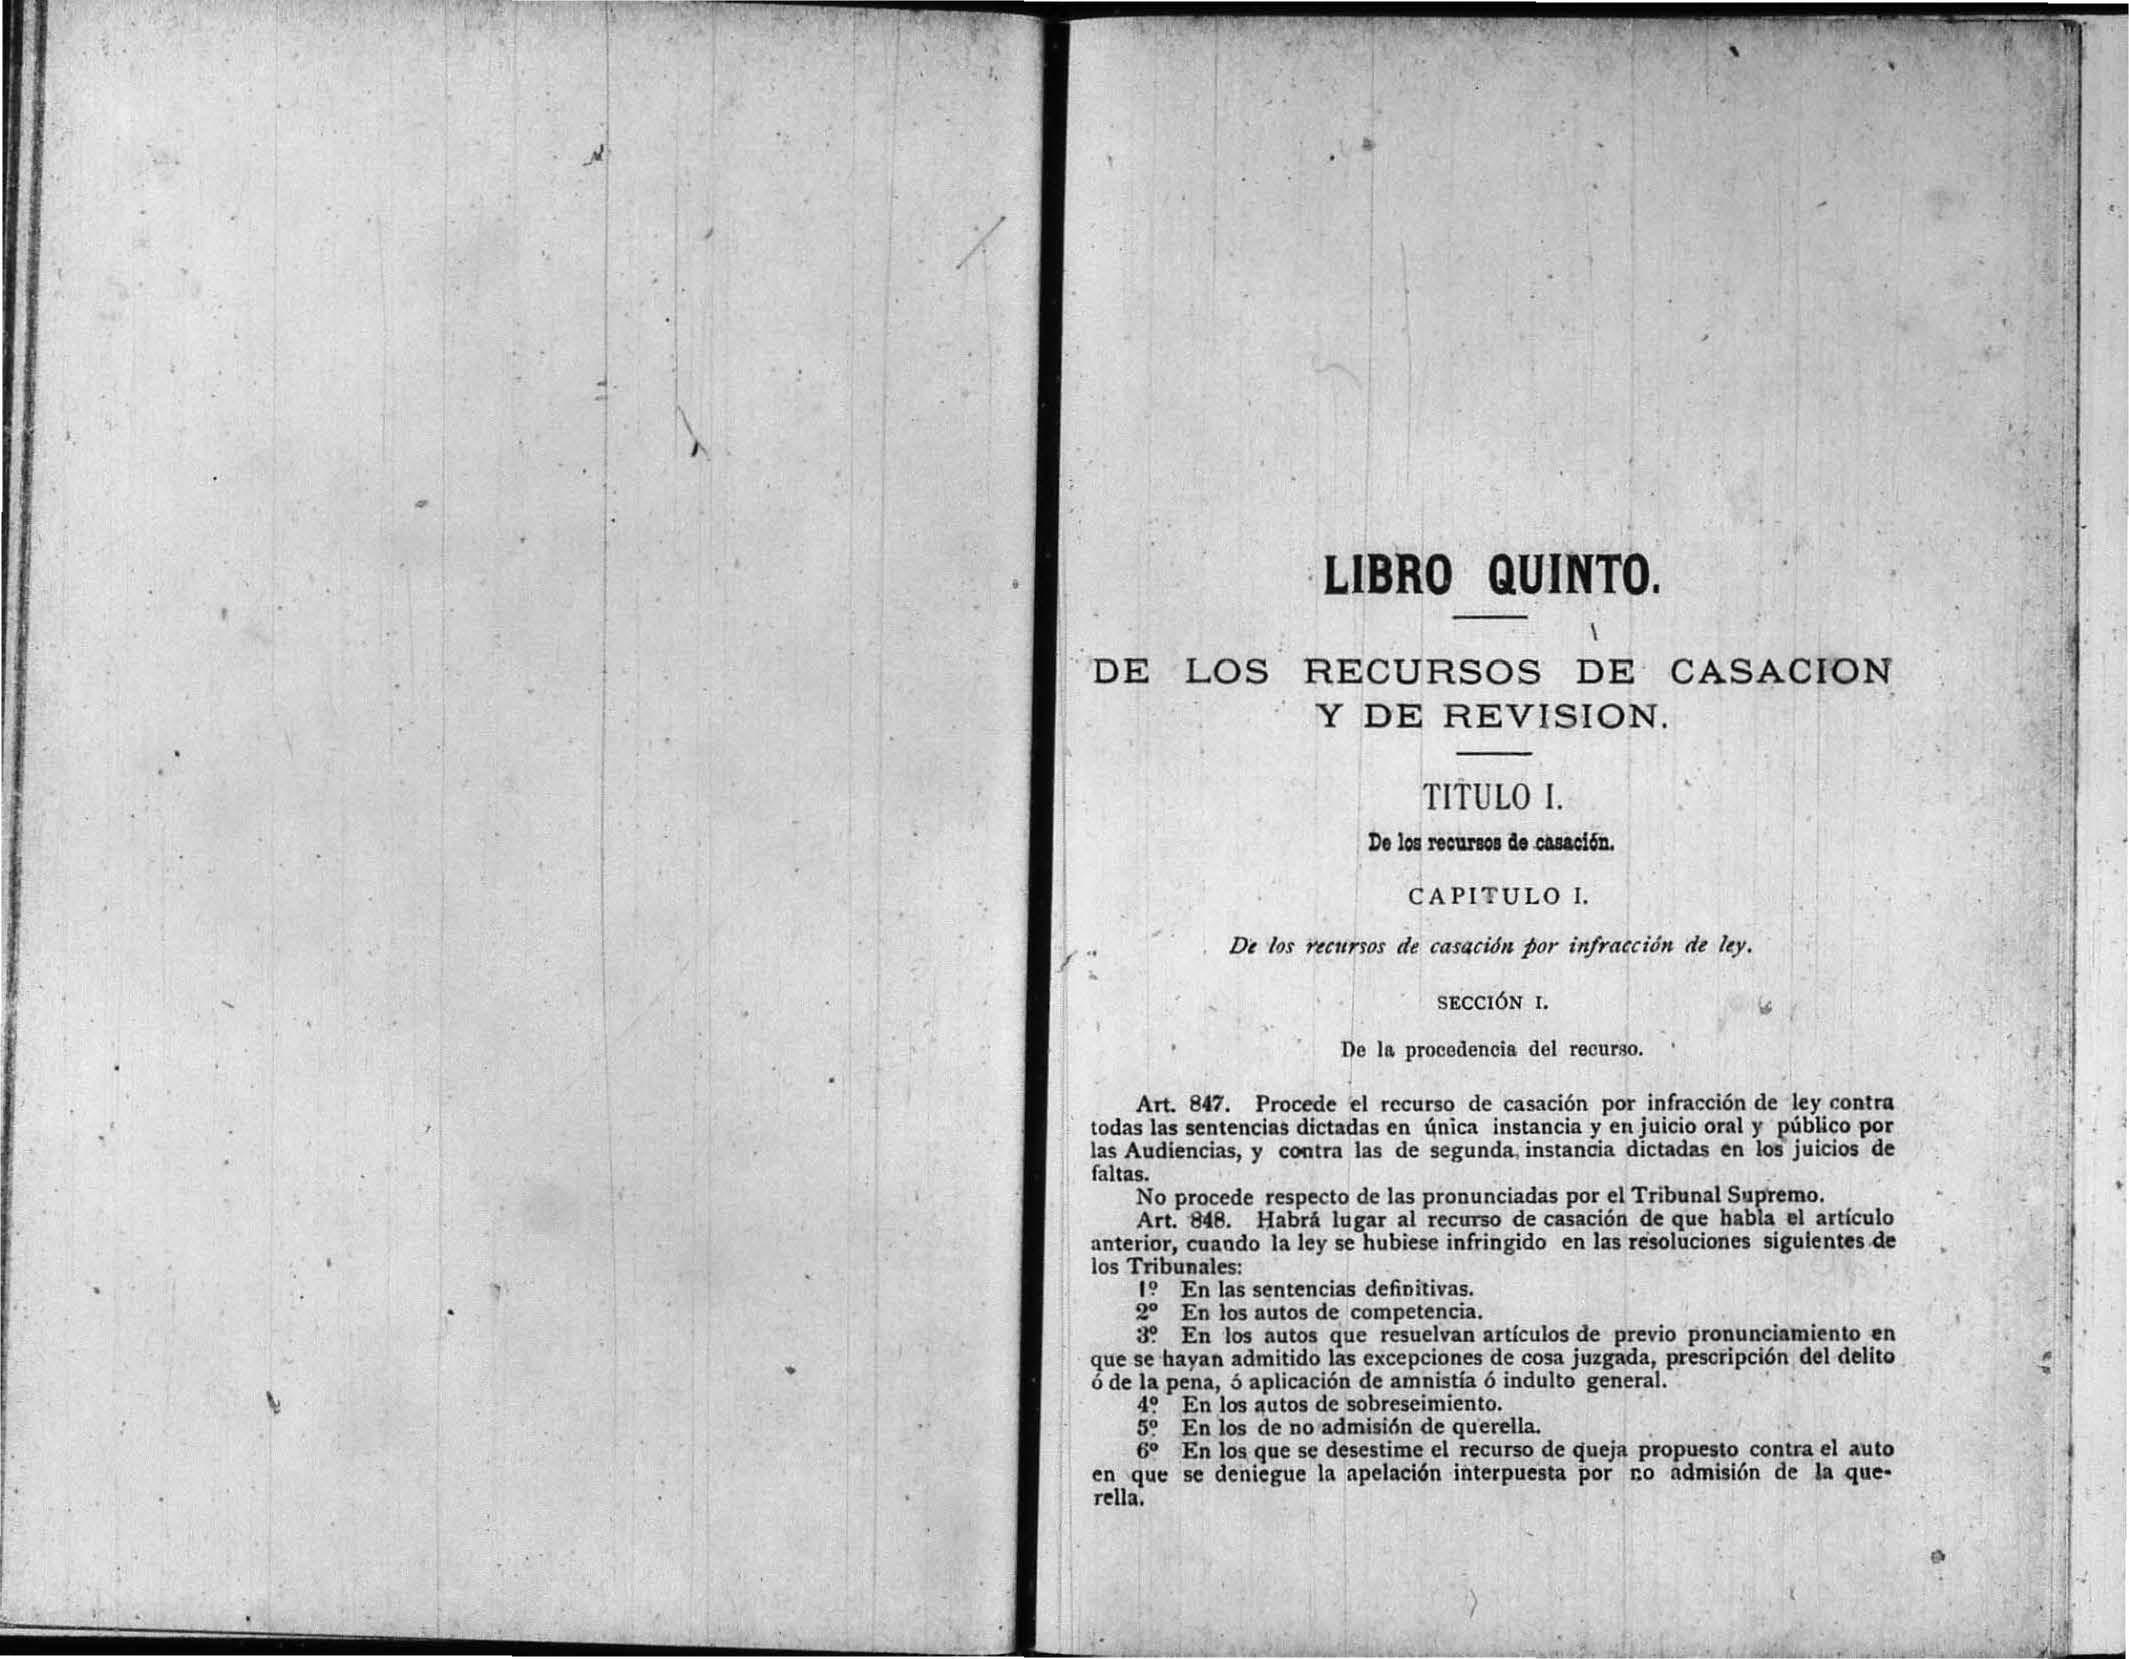 LIBRO QUINTO.
DE LOS RECURSOS DE CASACION
Y DE REVISION.
TITULO I.
De los recursos de casación.
CAPITULO I.
De los recursos de casación por infracción de ley.
SECCIÓN I.
De la procedencia del recurso.
Art. 847. Procede el recurso de casación por infracción de ley contra
todas las sentencias dictadas en única instancia y en juicio oral y público por
las Audiencias, y contra las de segunda instancia dictadas en los juicios de
faltas.
No procede respecto de las pronunciadas por el Tribunal Supremo.
Art. 848. Habrá lugar al recurso de casación de que habla el artículo
anterior, cuando la ley se hubiese infringido en las resoluciones siguientes de
los Tribunales:
1º En las sentencias definitivas.
2º En los autos de competencia.
3º En los autos que resuelvan artículos de previo pronunciamiento en
que se hayan admitido las excepciones de cosa juzgada, prescripción del delito
ó de la pena, ó aplicación de amnistía ó indulto general.
4º En los autos de sobreseimiento.
5º En los de no admisión de querella.
6º En los que se desestime el recurso de queja propuesto contra el auto
en que se deniegue la apelación interpuesta por no admisión de la que-
rella.